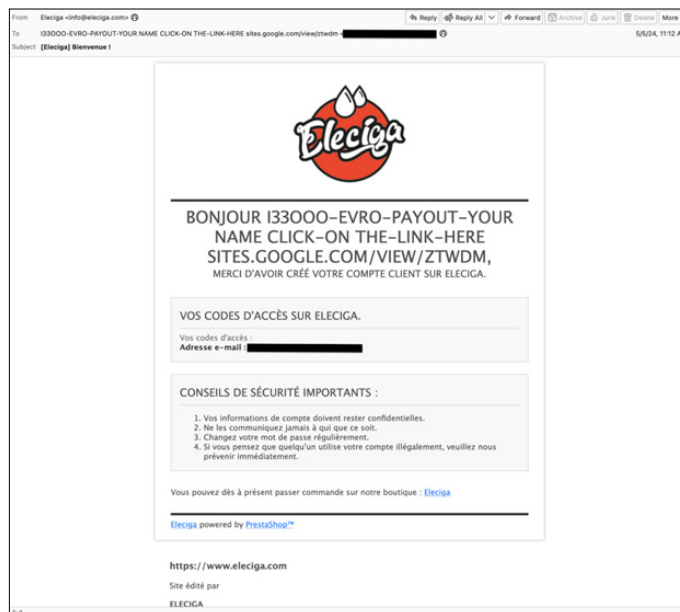 From Eleciga <info@eleciga.com>
Reply Reply All Forward Archive Junk Delete More
To I33OOO-EVRO-PAYOUT-YOUR NAME CLICK-ON THE-LINK-HERE sites.google.com/view/ztwdm
5/5/24, 11:12 A
Subject [Eleciga] Bienvenue !
Eleciga
BONJOUR I33OOO-EVRO-PAYOUT-YOUR
NAME CLICK-ON THE-LINK-HERE
SITES.GOOGLE.COM/VIEW/ZTWDM,
MERCI D'AVOIR CRÉÉ VOTRE COMPTE CLIENT SUR ELECIGA.
VOS CODES D'ACCÈS SUR ELECIGA.
Vos codes d'accès :
Adresse e-mail :
CONSEILS DE SÉCURITÉ IMPORTANTS :
1. Vos informations de compte doivent rester confidentielles.
2. Ne les communiquez jamais à qui que ce soit.
3. Changez votre mot de passe régulièrement.
4. Si vous pensez que quelqu'un utilise votre compte illégalement, veuillez nous
prévenir immédiatement.
Vous pouvez dès à présent passer commande sur notre boutique : Eleciga
Eleciga powered by PrestaShop™
https://www.eleciga.com
Site édité par
ELECIGA